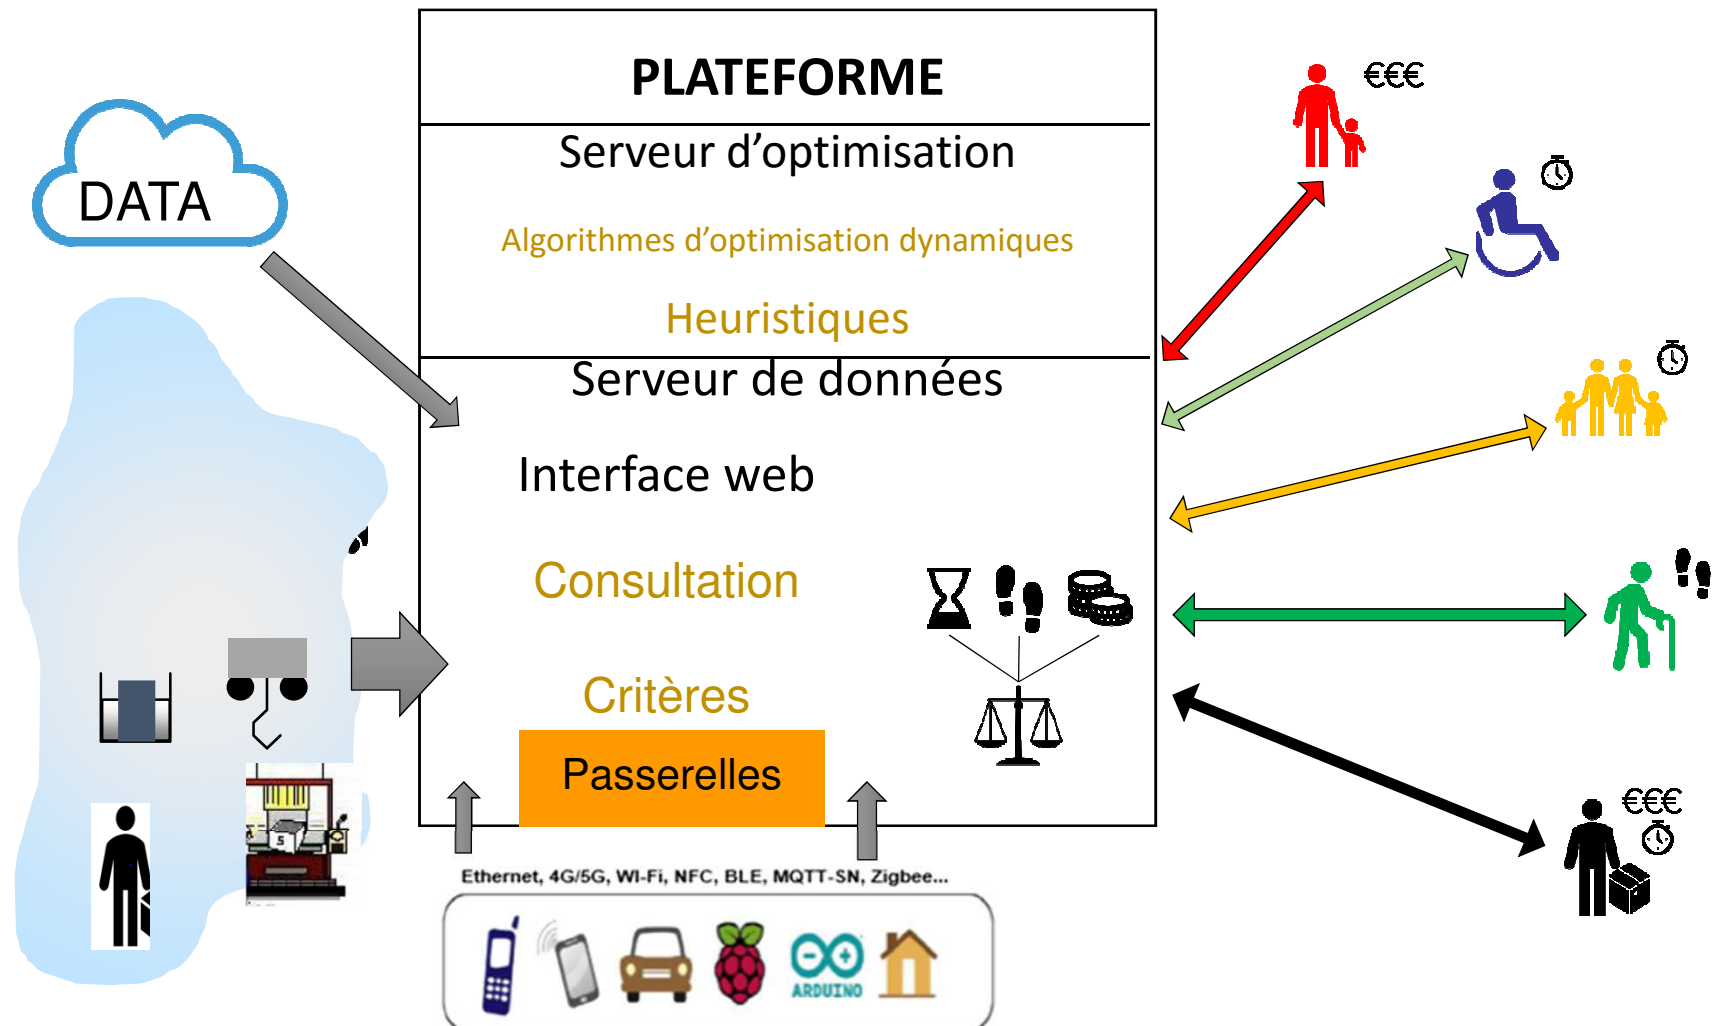 PLATEFORME
Serveur d’optimisation
Algorithmes d’optimisation dynamiques
Heuristiques
Serveur de données
Interface web
Consultation
Critères
Passerelles
Ethernet, 4G/5G, WI-Fi, NFC, BLE, MQTT-SN, Zigbee...
ARDUINO
DATA
5
€€€
€€€